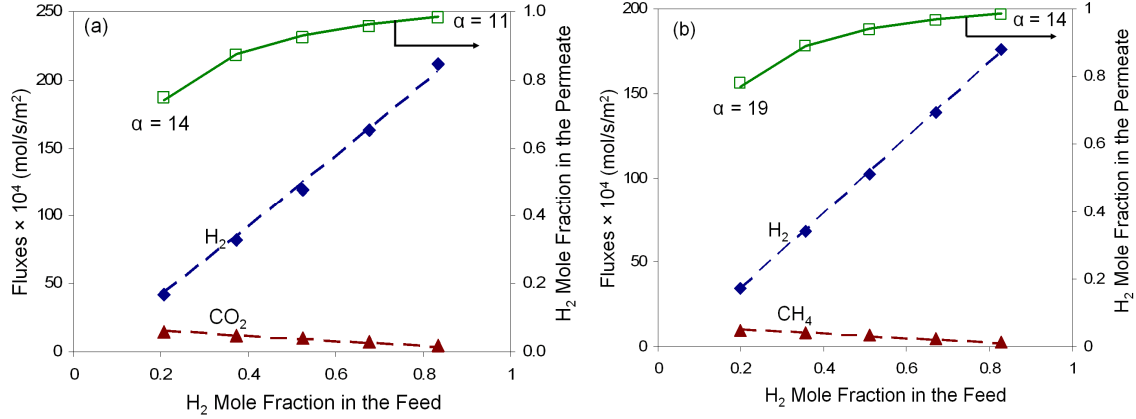 (a)
250
200
150
100
50
0
Fluxes × 10⁴ (mol/s/m²)
α = 14
α = 11
H₂
CO₂
0 0.2 0.4 0.6 0.8 1
H₂ Mole Fraction in the Feed
1.0
0.8
0.6
0.4
0.2
0.0
H₂ Mole Fraction in the Permeate
(b)
200
150
100
50
0
Fluxes × 10⁴ (mol/s/m²)
α = 19
α = 14
H₂
CH₄
0 0.2 0.4 0.6 0.8 1
H₂ Mole Fraction in the Feed
1
0.8
0.6
0.4
0.2
0
H₂ Mole Fraction in the Permeate